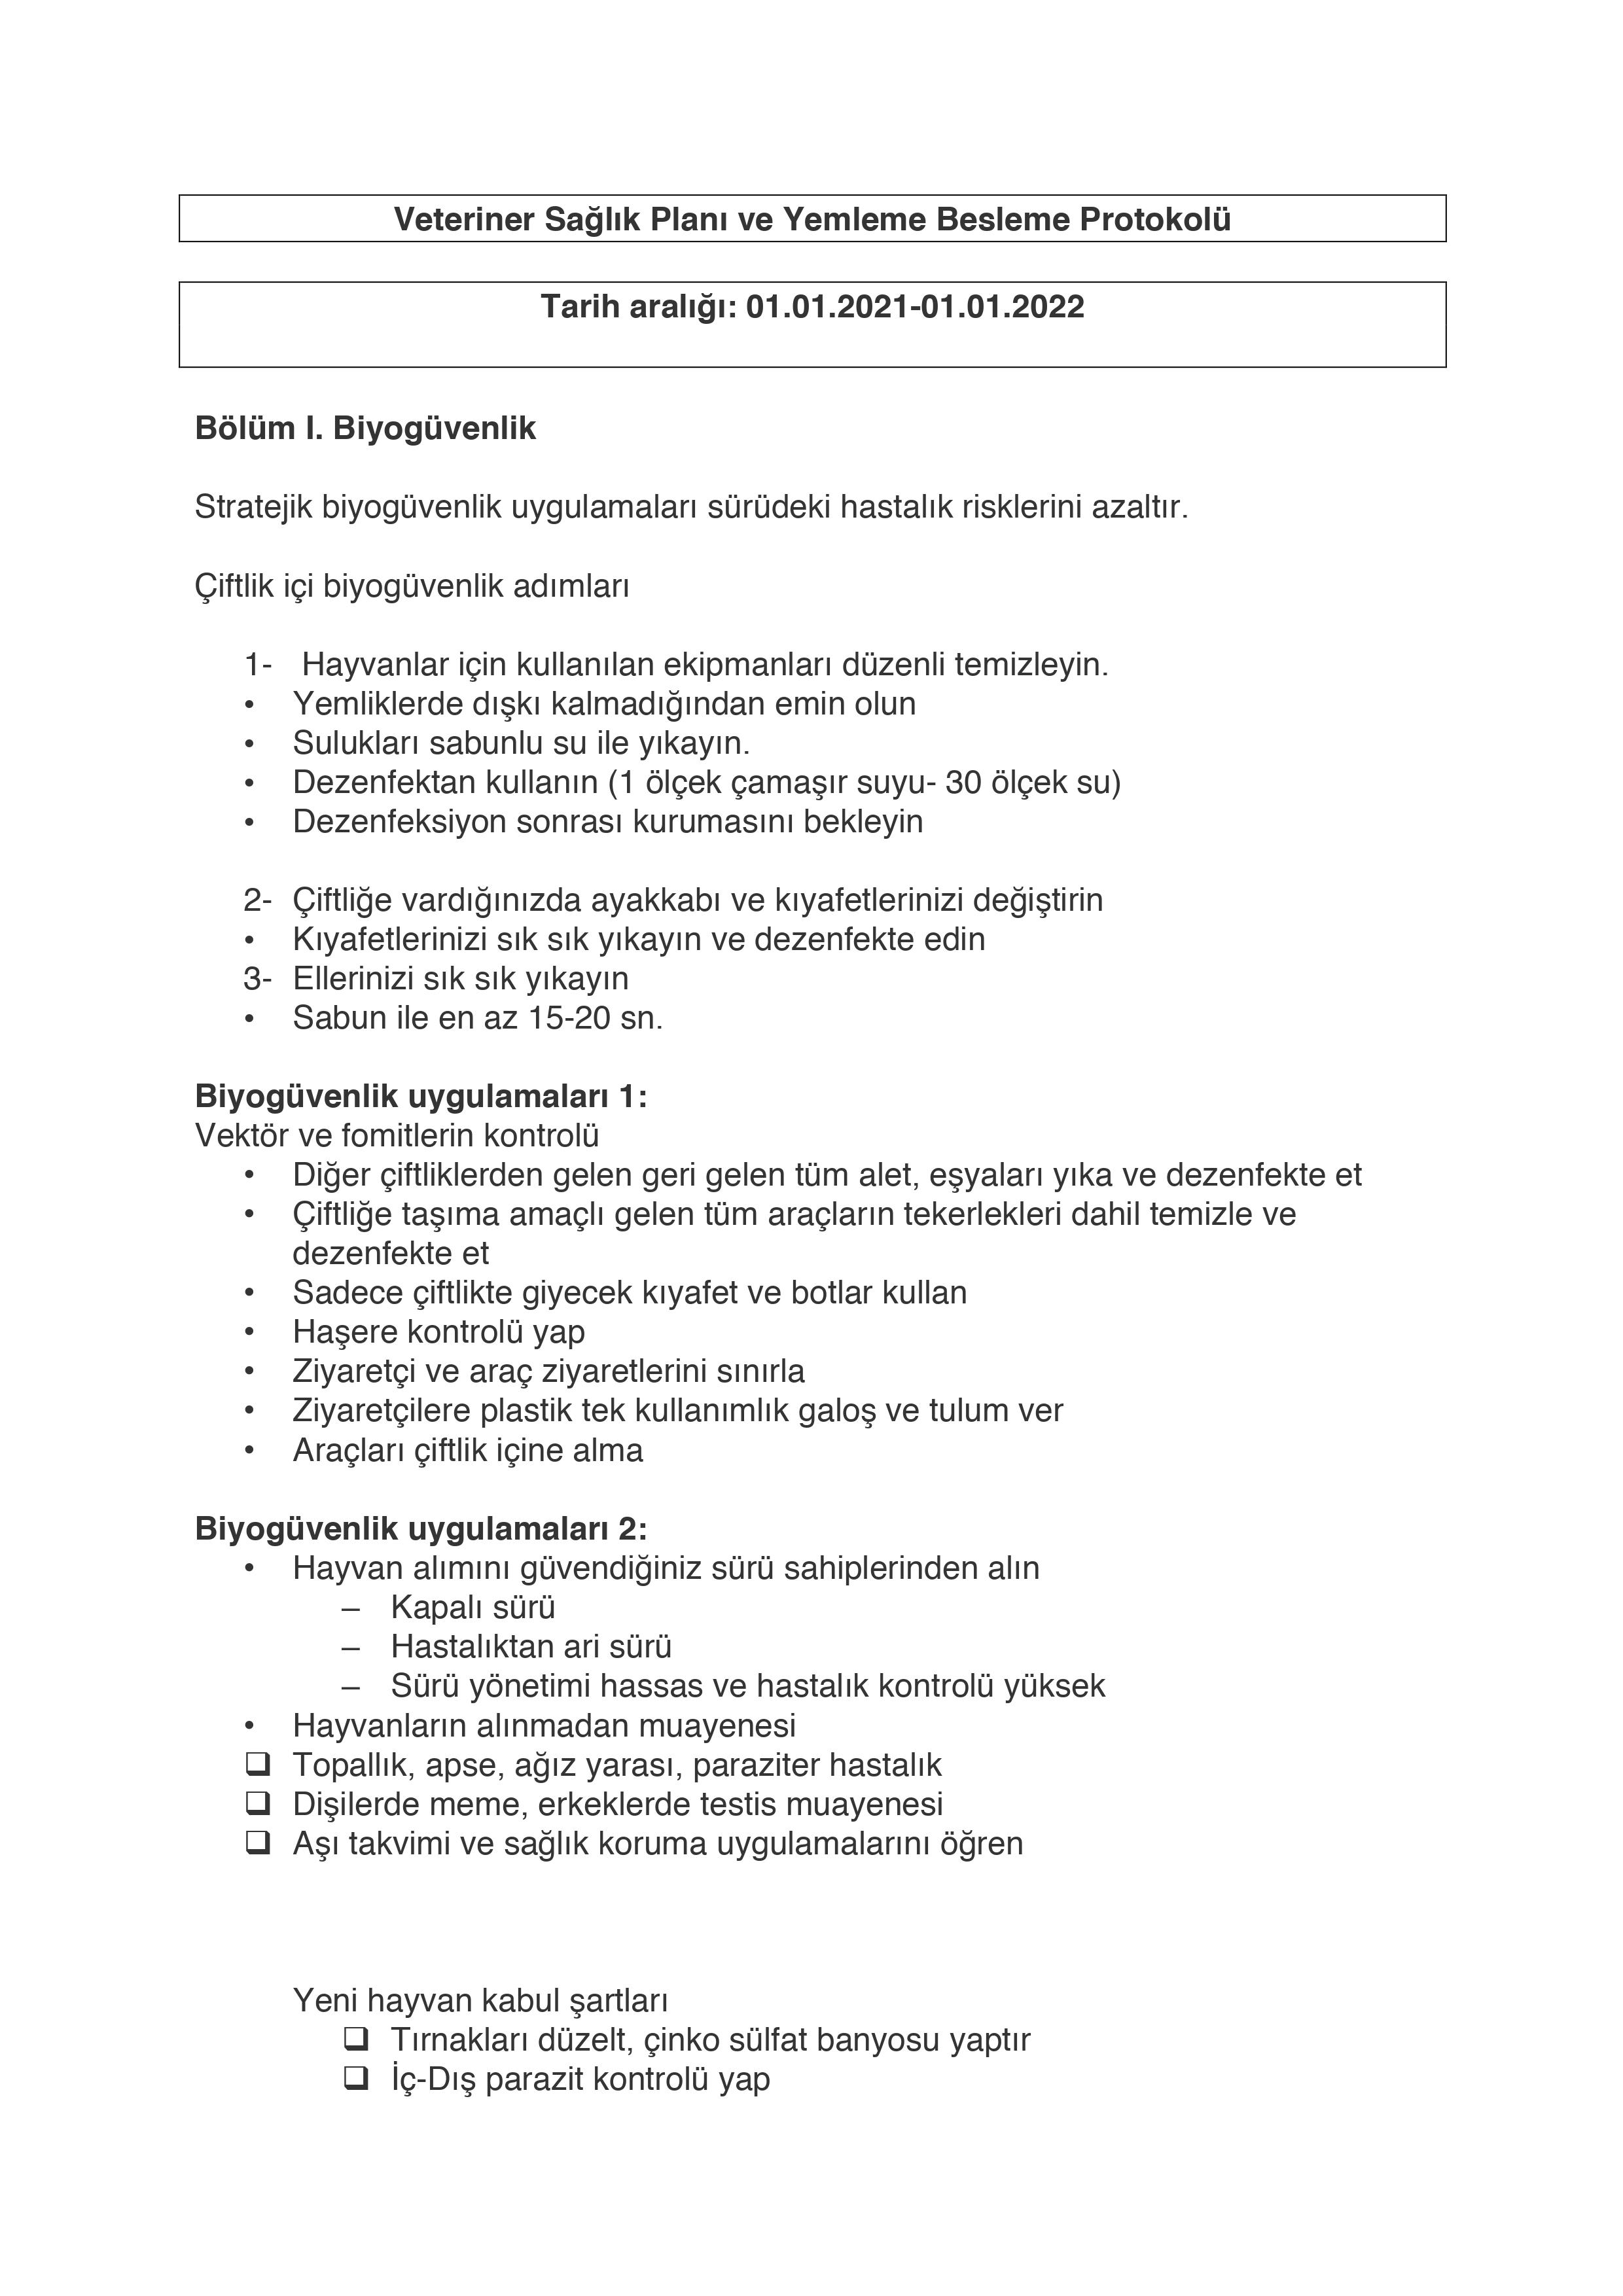 Veteriner Sağlık Planı ve Yemleme Besleme Protokolü
Tarih aralığı: 01.01.2021-01.01.2022
Bölüm I. Biyogüvenlik
Stratejik biyogüvenlik uygulamaları sürüdeki hastalık risklerini azaltır.
Çiftlik içi biyogüvenlik adımları
1- Hayvanlar için kullanılan ekipmanları düzenli temizleyin.
• Yemliklerde dışkı kalmadığından emin olun
• Sulukları sabunlu su ile yıkayın.
• Dezenfektan kullanın (1 ölçek çamaşır suyu- 30 ölçek su)
• Dezenfeksiyon sonrası kurumasını bekleyin
2- Çiftliğe vardığınızda ayakkabı ve kıyafetlerinizi değiştirin
• Kıyafetlerinizi sık sık yıkayın ve dezenfekte edin
3- Ellerinizi sık sık yıkayın
• Sabun ile en az 15-20 sn.
Biyogüvenlik uygulamaları 1:
Vektör ve fomitlerin kontrolü
• Diğer çiftliklerden gelen geri gelen tüm alet, eşyaları yıka ve dezenfekte et
• Çiftliğe taşıma amaçlı gelen tüm araçların tekerlekleri dahil temizle ve
dezenfekte et
• Sadece çiftlikte giyecek kıyafet ve botlar kullan
• Haşere kontrolü yap
• Ziyaretçi ve araç ziyaretlerini sınırla
• Ziyaretçilere plastik tek kullanımlık galoş ve tulum ver
• Araçları çiftlik içine alma
Biyogüvenlik uygulamaları 2:
• Hayvan alımını güvendiğiniz sürü sahiplerinden alın
– Kapalı sürü
– Hastalıktan ari sürü
– Sürü yönetimi hassas ve hastalık kontrolü yüksek
• Hayvanların alınmadan muayenesi
❑ Topallık, apse, ağız yarası, paraziter hastalık
❑ Dişilerde meme, erkeklerde testis muayenesi
❑ Aşı takvimi ve sağlık koruma uygulamalarını öğren
Yeni hayvan kabul şartları
❑ Tırnakları düzelt, çinko sülfat banyosu yaptır
❑ İç-Dış parazit kontrolü yap